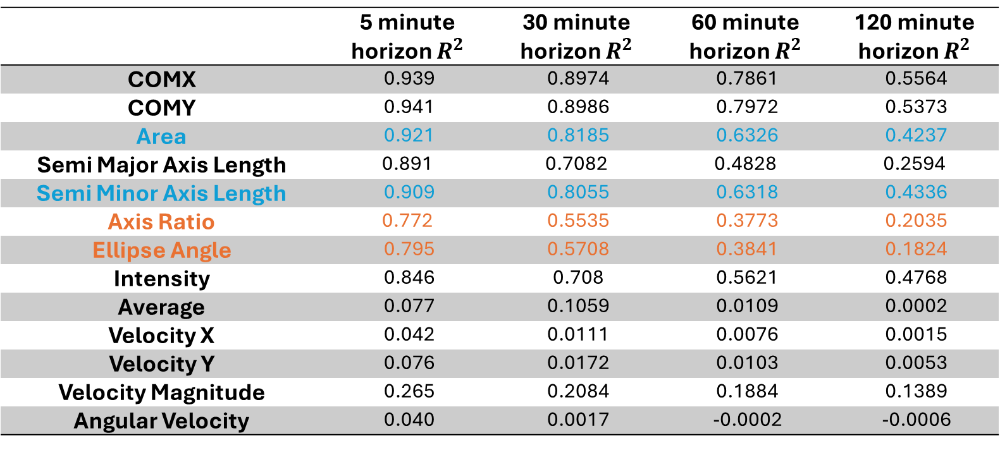 5 minute horizon R² 30 minute horizon R² 60 minute horizon R² 120 minute horizon R²
COMX 0.939 0.8974 0.7861 0.5564
COMY 0.941 0.8986 0.7972 0.5373
Area 0.921 0.8185 0.6326 0.4237
Semi Major Axis Length 0.891 0.7082 0.4828 0.2594
Semi Minor Axis Length 0.909 0.8055 0.6318 0.4336
Axis Ratio 0.772 0.5535 0.3773 0.2035
Ellipse Angle 0.795 0.5708 0.3841 0.1824
Intensity 0.846 0.708 0.5621 0.4768
Average 0.077 0.1059 0.0109 0.0002
Velocity X 0.042 0.0111 0.0076 0.0015
Velocity Y 0.076 0.0172 0.0103 0.0053
Velocity Magnitude 0.265 0.2084 0.1884 0.1389
Angular Velocity 0.040 0.0017 -0.0002 -0.0006